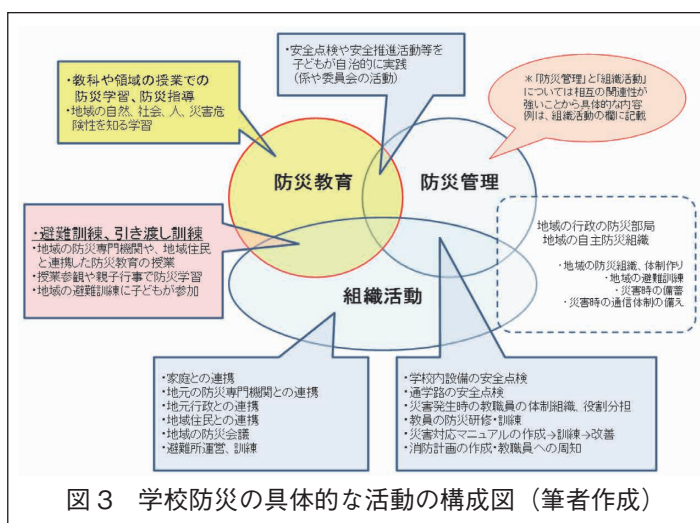 ・安全点検や安全推進活動等を
子どもが自治的に実践
(係や委員会の活動)
・教科や領域の授業での
防災学習、防災指導
・地域の自然、社会、人、災害危
険性を知る学習
＊「防災管理」と「組織活動」
については相互の関連性が
強いことから具体的な内容
例は、組織活動の欄に記載
防災教育
防災管理
・避難訓練、引き渡し訓練
・地域の防災専門機関や、地域住民
と連携した防災教育の授業
・授業参観や親子行事で防災学習
・地域の避難訓練に子どもが参加
地域の行政の防災部局
地域の自主防災組織
・地域の防災組織、体制作り
・地域の避難訓練
・災害時の備蓄
・災害時の通信体制の備え
組織活動
・家庭との連携
・地元の防災専門機関との連携
・地元行政との連携
・地域住民との連携
・地域の防災会議
・避難所運営、訓練
・学校内設備の安全点検
・通学路の安全点検
・災害発生時の教職員の体制組織、役割分担
・教員の防災研修・訓練
・災害対応マニュアルの作成→訓練→改善
・消防計画の作成・教職員への周知
図３　学校防災の具体的な活動の構成図（筆者作成）